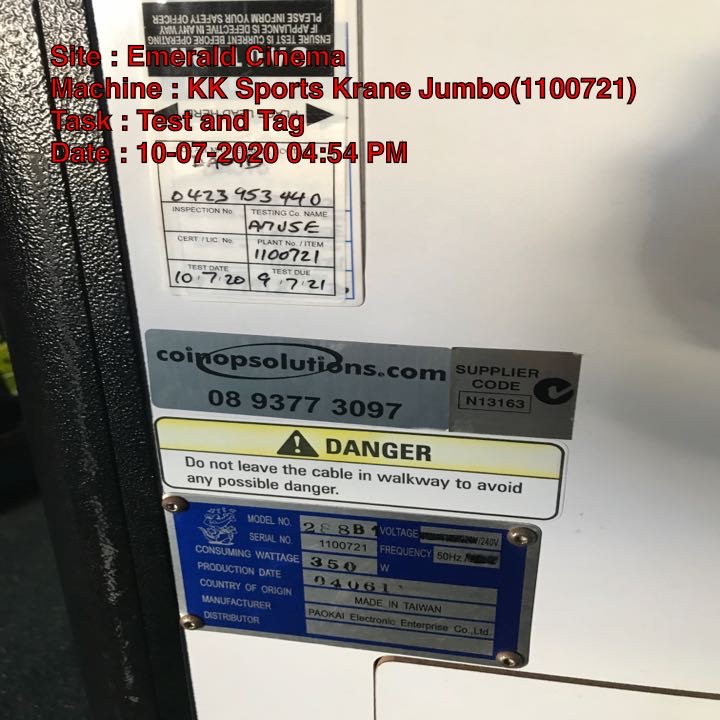 PLEASE INFORM YOUR SAFETY OFFICER
IF APPLIANCE IS DEFECTIVE IN ANY WAY
ENSURE TEST IS CURRENT BEFORE OPERATING
Site : Emerald Cinema
Machine : KK Sports Krane Jumbo(1100721)
Task : Test and Tag
Date : 10-07-2020 04:54 PM
0423 953 440
INSPECTION No. TESTING Co. NAME
AMUSE
CERT. / LIC. No. PLANT No. / ITEM
1100721
TEST DATE TEST DUE
10 7 20 9 7 21
coinopsolutions.com
08 9377 3097
SUPPLIER
CODE
N13163
DANGER
Do not leave the cable in walkway to avoid
any possible danger.
MODEL NO. 288B VOLTAGE /240V
SERIAL NO. 1100721 FREQUENCY 50Hz
CONSUMING WATTAGE 350 W
PRODUCTION DATE 04061
COUNTRY OF ORIGIN MADE IN TAIWAN
MANUFACTURER PAOKAI Electronic Enterprise Co.,Ltd.
DISTRIBUTOR